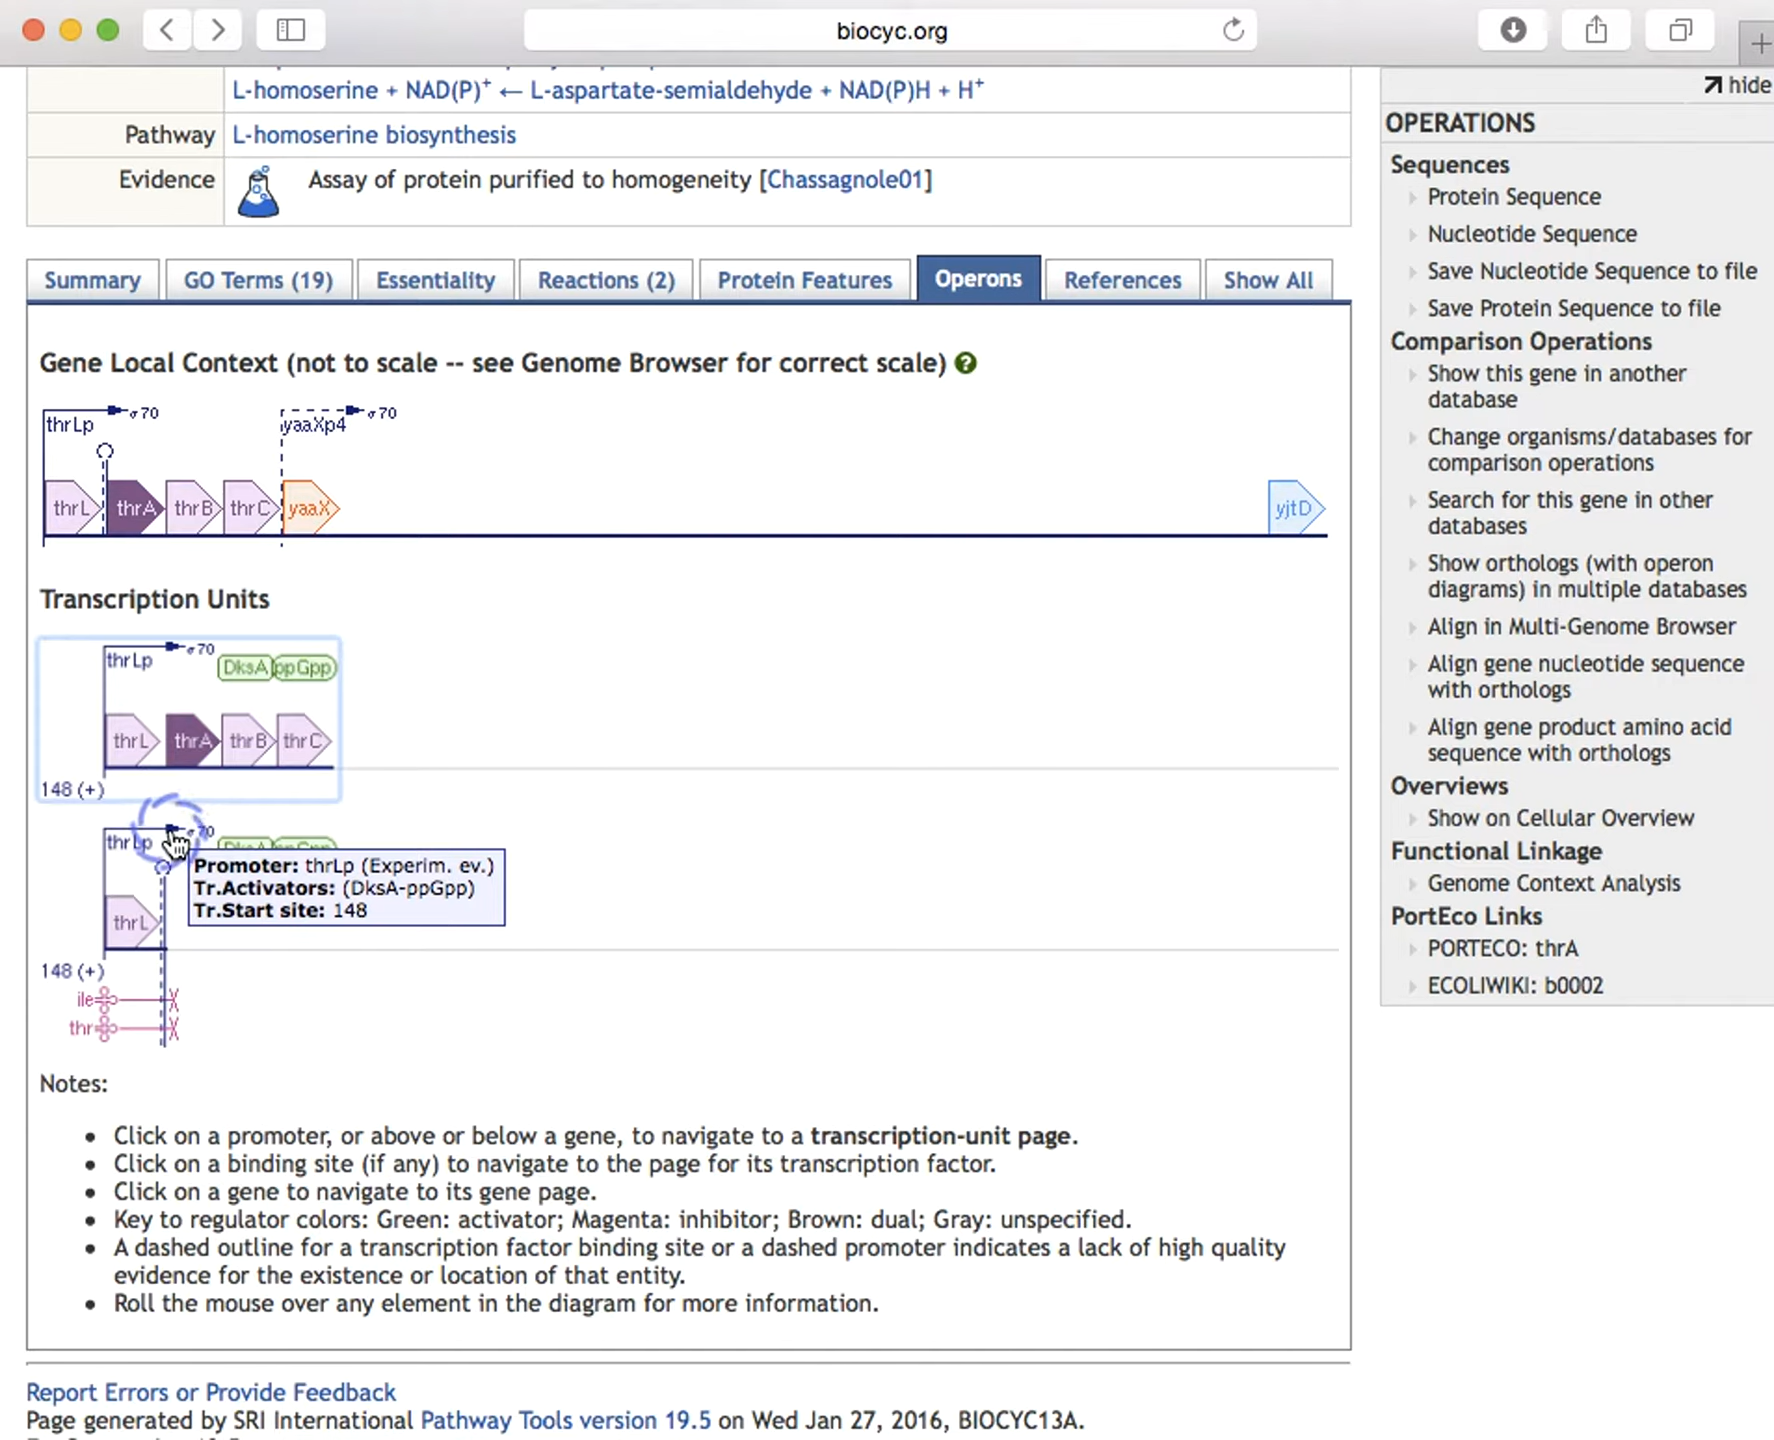 biocyc.org
L-homoserine + NAD(P)+ ← L-aspartate-semialdehyde + NAD(P)H + H+
Pathway L-homoserine biosynthesis
Evidence Assay of protein purified to homogeneity [Chassagnole01]
Summary GO Terms (19) Essentiality Reactions (2) Protein Features Operons References Show All
Gene Local Context (not to scale -- see Genome Browser for correct scale) ?
thrLp σ70 yaaXp4 σ70
thrL thrA thrB thrC yaaX yjtD
Transcription Units
thrLp σ70 DksA ppGpp
thrL thrA thrB thrC
148 (+)
thrLp σ70
Promoter: thrLp (Experim. ev.)
Tr.Activators: (DksA-ppGpp)
Tr.Start site: 148
thrL
148 (+)
ile
thr
Notes:
• Click on a promoter, or above or below a gene, to navigate to a transcription-unit page.
• Click on a binding site (if any) to navigate to the page for its transcription factor.
• Click on a gene to navigate to its gene page.
• Key to regulator colors: Green: activator; Magenta: inhibitor; Brown: dual; Gray: unspecified.
• A dashed outline for a transcription factor binding site or a dashed promoter indicates a lack of high quality
evidence for the existence or location of that entity.
• Roll the mouse over any element in the diagram for more information.
Report Errors or Provide Feedback
Page generated by SRI International Pathway Tools version 19.5 on Wed Jan 27, 2016, BIOCYC13A.
hide
OPERATIONS
Sequences
Protein Sequence
Nucleotide Sequence
Save Nucleotide Sequence to file
Save Protein Sequence to file
Comparison Operations
Show this gene in another
database
Change organisms/databases for
comparison operations
Search for this gene in other
databases
Show orthologs (with operon
diagrams) in multiple databases
Align in Multi-Genome Browser
Align gene nucleotide sequence
with orthologs
Align gene product amino acid
sequence with orthologs
Overviews
Show on Cellular Overview
Functional Linkage
Genome Context Analysis
PortEco Links
PORTECO: thrA
ECOLIWIKI: b0002